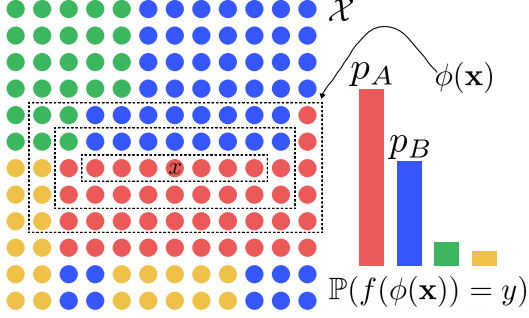 𝒳
p_A
ϕ(x)
p_B
x
ℙ(f(ϕ(x)) = y)